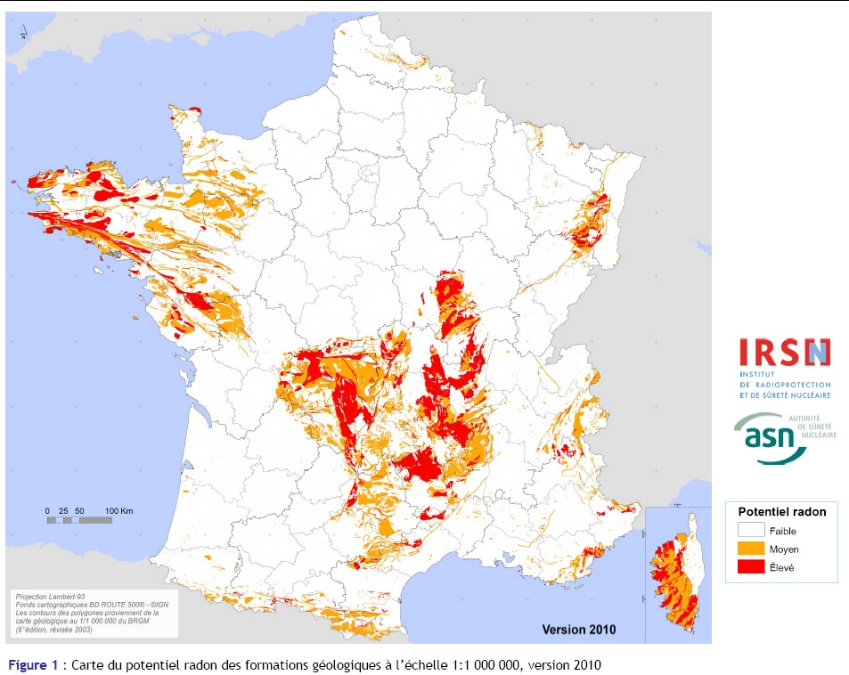 N
IRSN
INSTITUT
DE RADIOPROTECTION
ET DE SÛRETÉ NUCLÉAIRE
asn
AUTORITÉ
DE SÛRETÉ
NUCLÉAIRE
0 25 50 100 Km
Potentiel radon
Faible
Moyen
Élevé
Projection Lambert-93
Fonds cartographiques BD ROUTE 500® - ©IGN
Les contours des polygones proviennent de la
carte géologique au 1/1 000 000 du BRGM
(6° édition, révisée 2003)
Version 2010
Figure 1 : Carte du potentiel radon des formations géologiques à l'échelle 1:1 000 000, version 2010